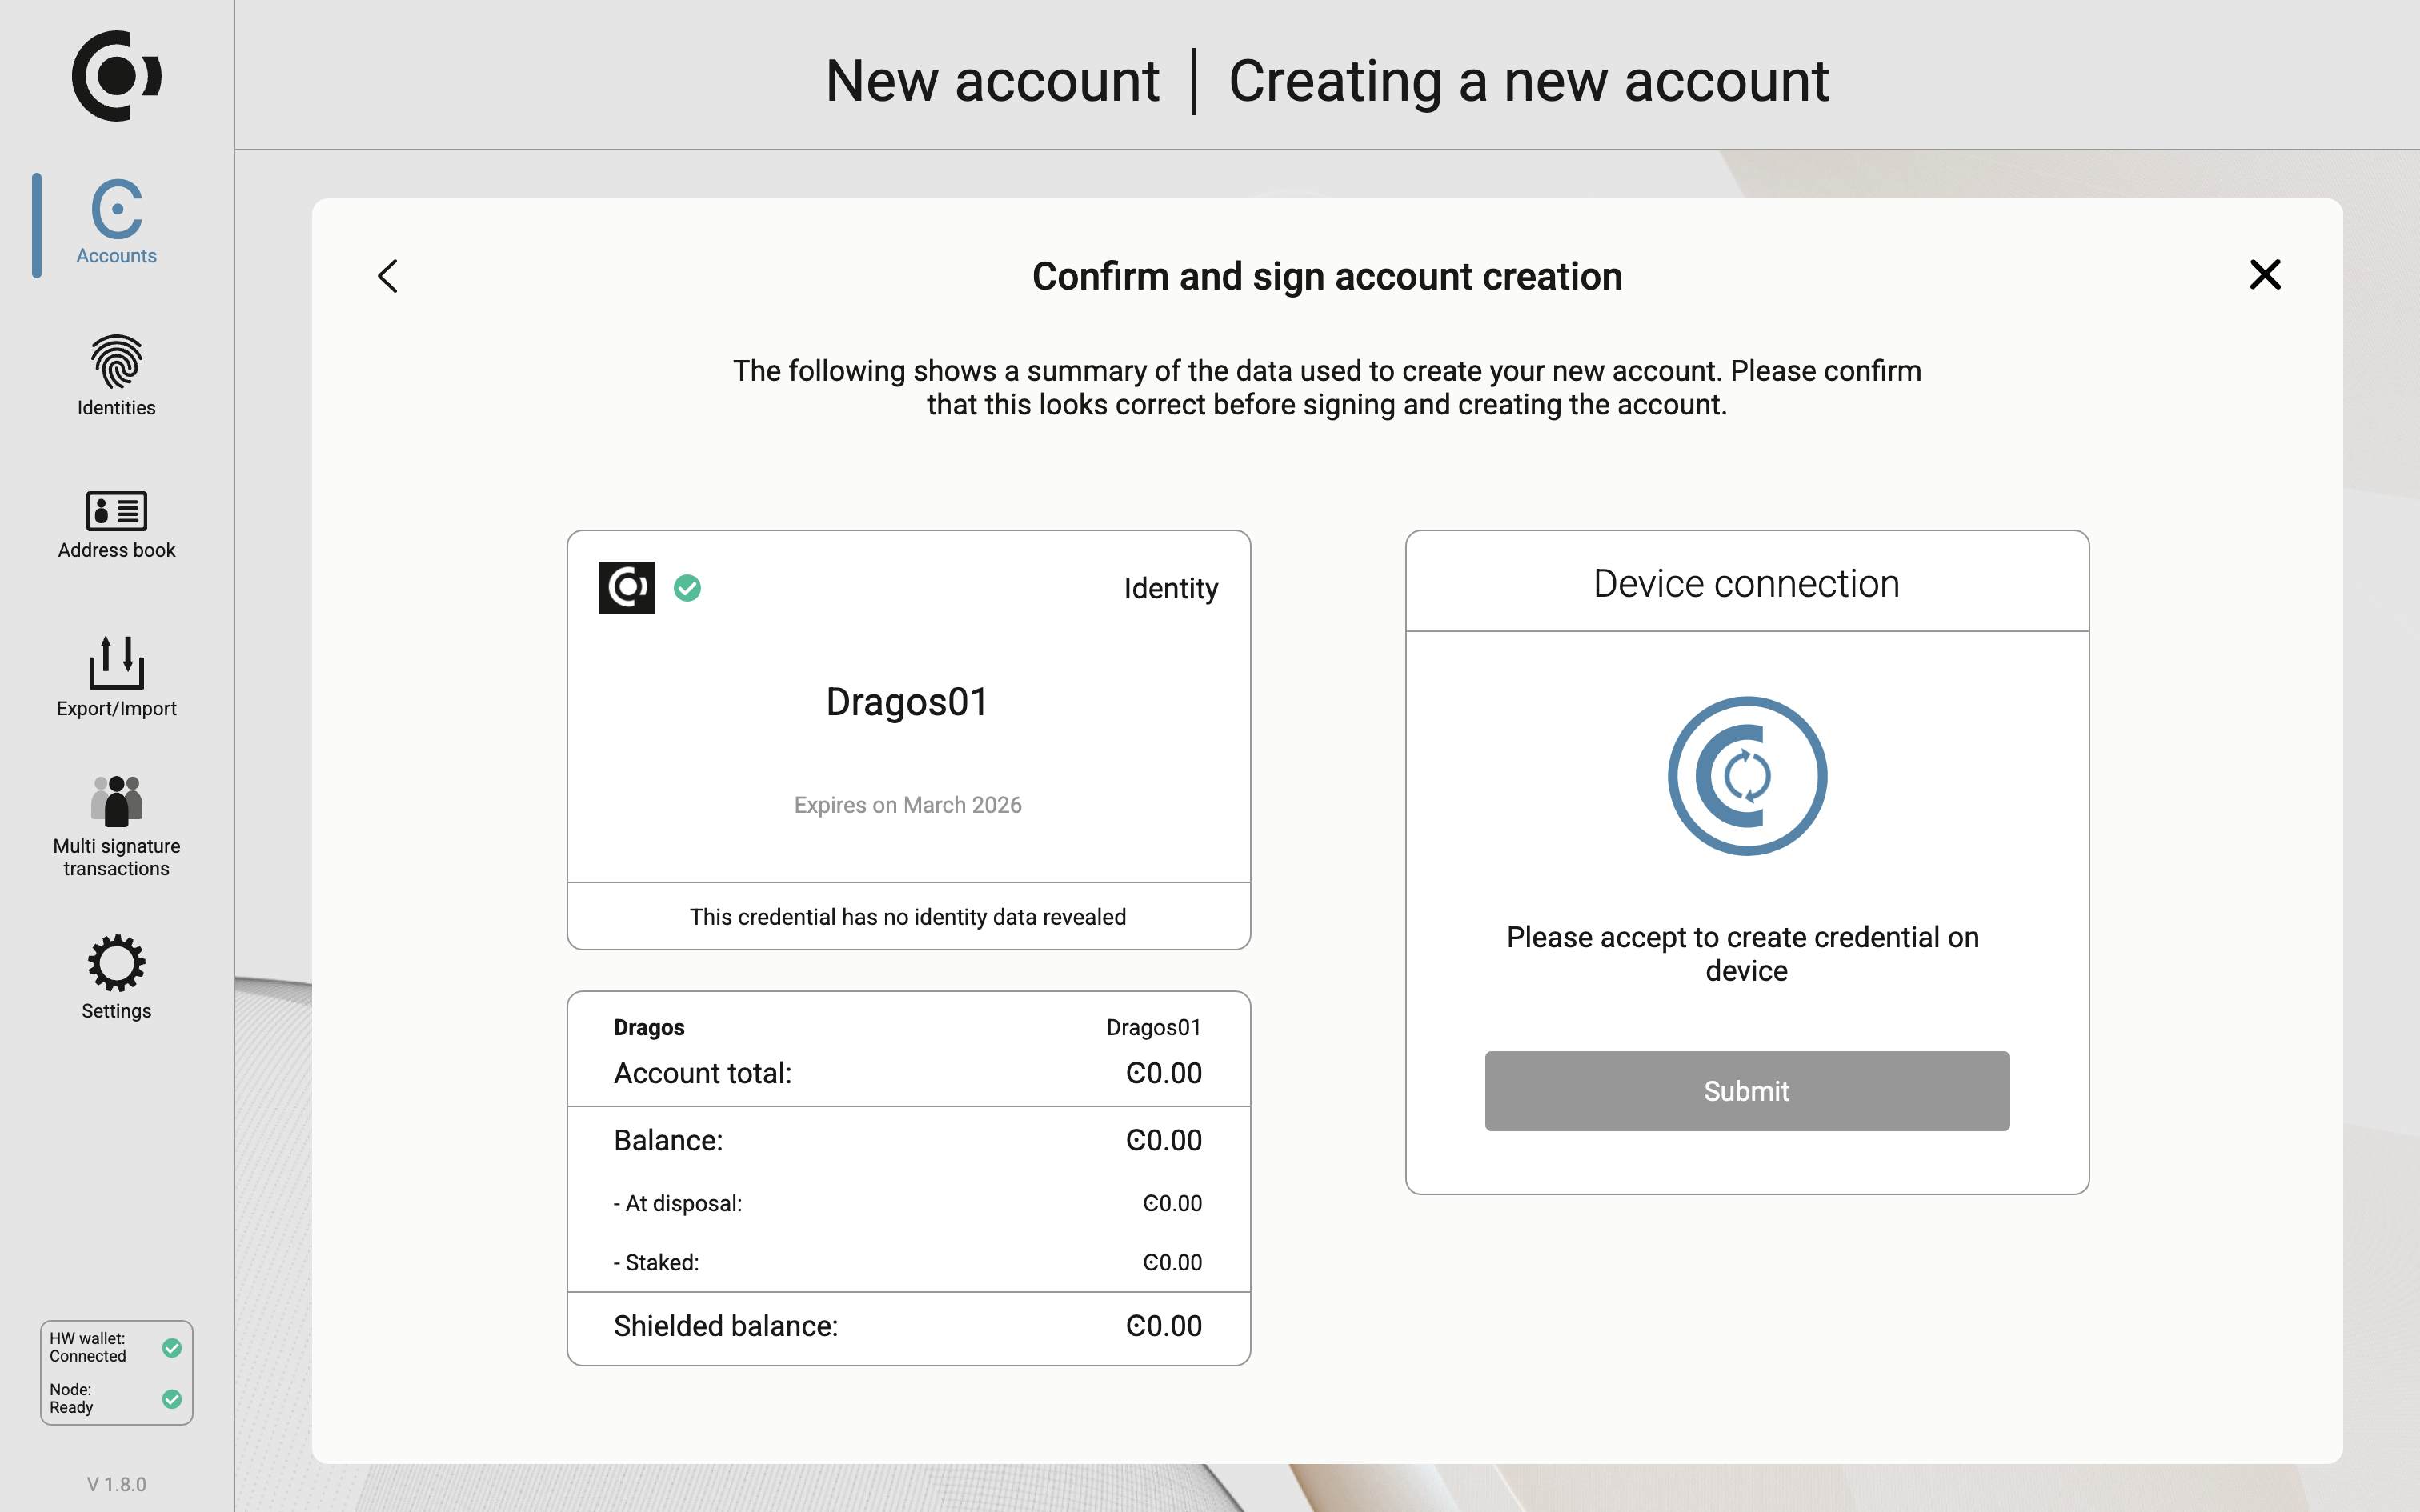 New account | Creating a new account
Accounts
Identities
Address book
Export/Import
Multi signature
transactions
Settings
HW wallet:
Connected
Node:
Ready
V 1.8.0
Confirm and sign account creation
The following shows a summary of the data used to create your new account. Please confirm
that this looks correct before signing and creating the account.
Identity
Dragos01
Expires on March 2026
This credential has no identity data revealed
Dragos Dragos01
Account total: Ͼ0.00
Balance: Ͼ0.00
- At disposal: Ͼ0.00
- Staked: Ͼ0.00
Shielded balance: Ͼ0.00
Device connection
Please accept to create credential on
device
Submit